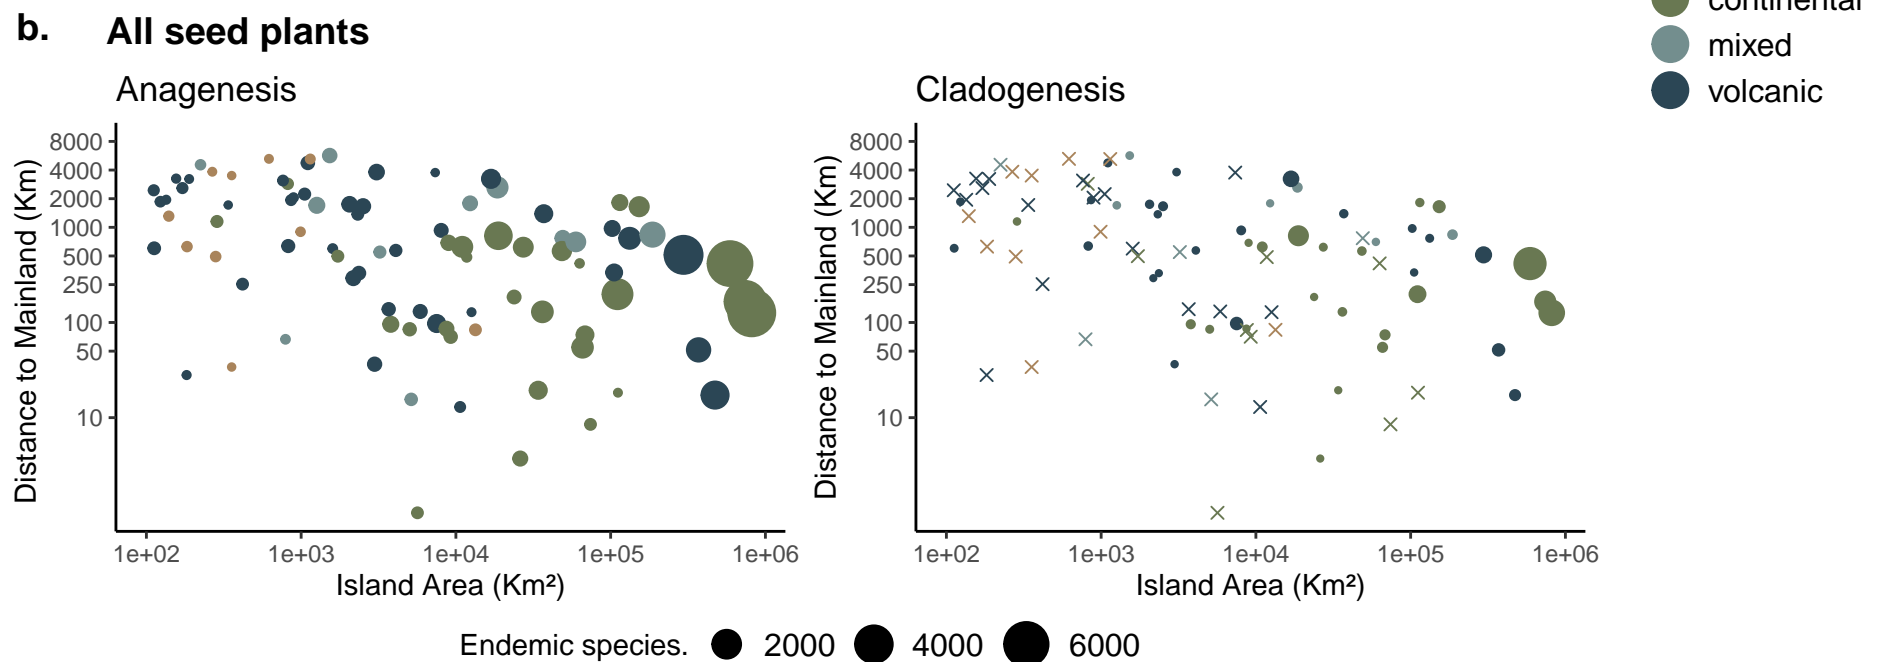 continental
b. All seed plants
mixed
Anagenesis
Cladogenesis
volcanic
Distance to Mainland (Km)
8000
4000
2000
1000
500
250
100
50
10
1e+02 1e+03 1e+04 1e+05 1e+06
Island Area (Km²)
Distance to Mainland (Km)
8000
4000
2000
1000
500
250
100
50
10
1e+02 1e+03 1e+04 1e+05 1e+06
Island Area (Km²)
Endemic species. 2000 4000 6000